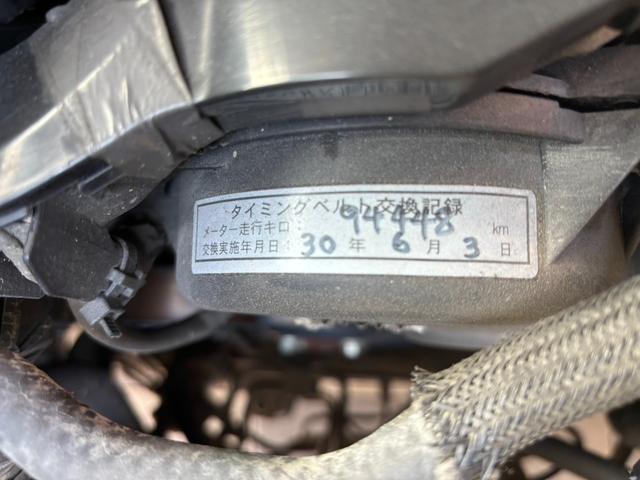 タイミングベルト交換記録
メーター走行キロ： 94948 km
交換実施年月日： 30 年 6 月 3 日